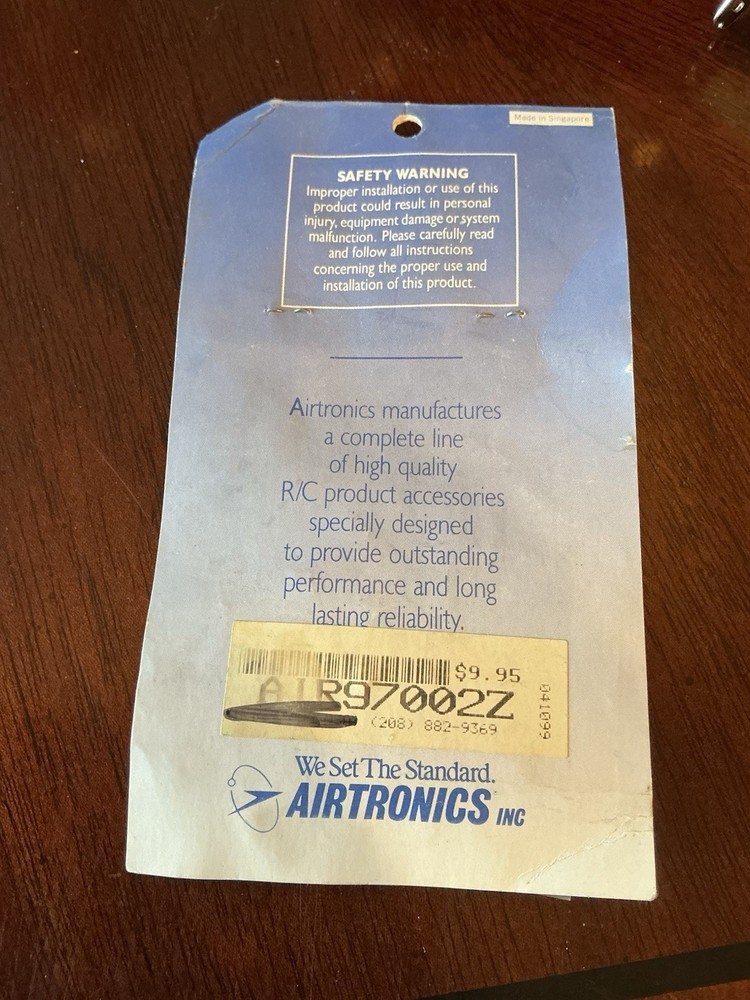 Made in Singapore
SAFETY WARNING
Improper installation or use of this
product could result in personal
injury, equipment damage or system
malfunction. Please carefully read
and follow all instructions
concerning the proper use and
installation of this product.
Airtronics manufactures
a complete line
of high quality
R/C product accessories
specially designed
to provide outstanding
performance and long
lasting reliability.
$9.95
AIR97002Z
(208) 882-9369
041099
We Set The Standard.
AIRTRONICS INC